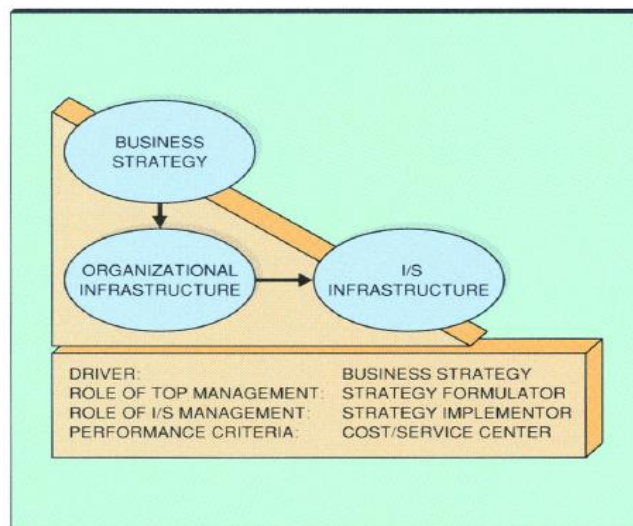 BUSINESS
STRATEGY
ORGANIZATIONAL
INFRASTRUCTURE
I/S
INFRASTRUCTURE
DRIVER: BUSINESS STRATEGY
ROLE OF TOP MANAGEMENT: STRATEGY FORMULATOR
ROLE OF I/S MANAGEMENT: STRATEGY IMPLEMENTOR
PERFORMANCE CRITERIA: COST/SERVICE CENTER